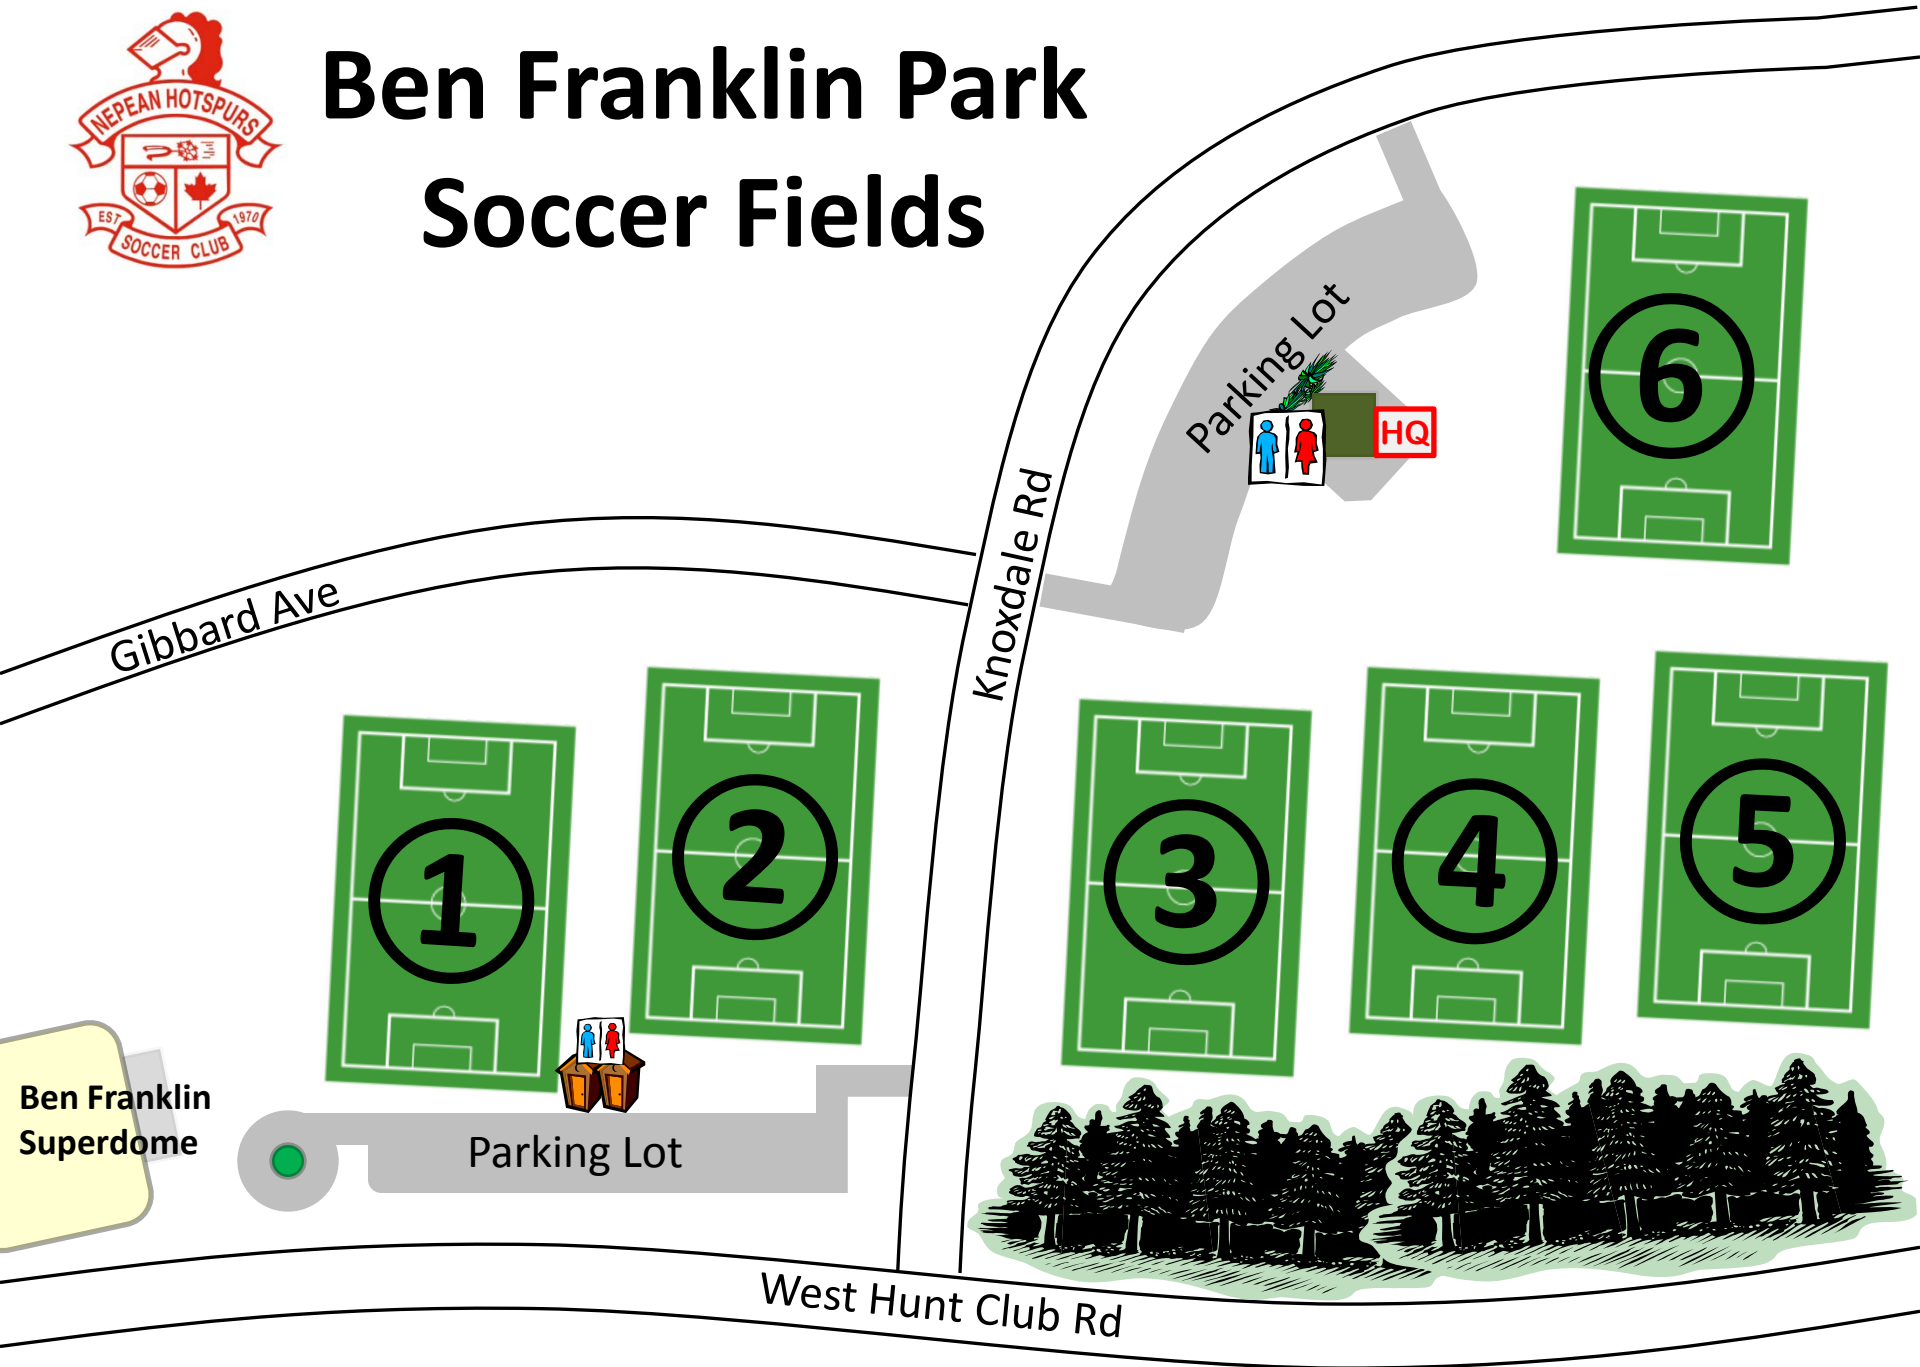 NEPEAN HOTSPURS
EST 1970
SOCCER CLUB
Ben Franklin Park
Soccer Fields
Parking Lot
HQ
6
Knoxdale Rd
Gibbard Ave
1
2
3
4
5
Ben Franklin
Superdome
Parking Lot
West Hunt Club Rd